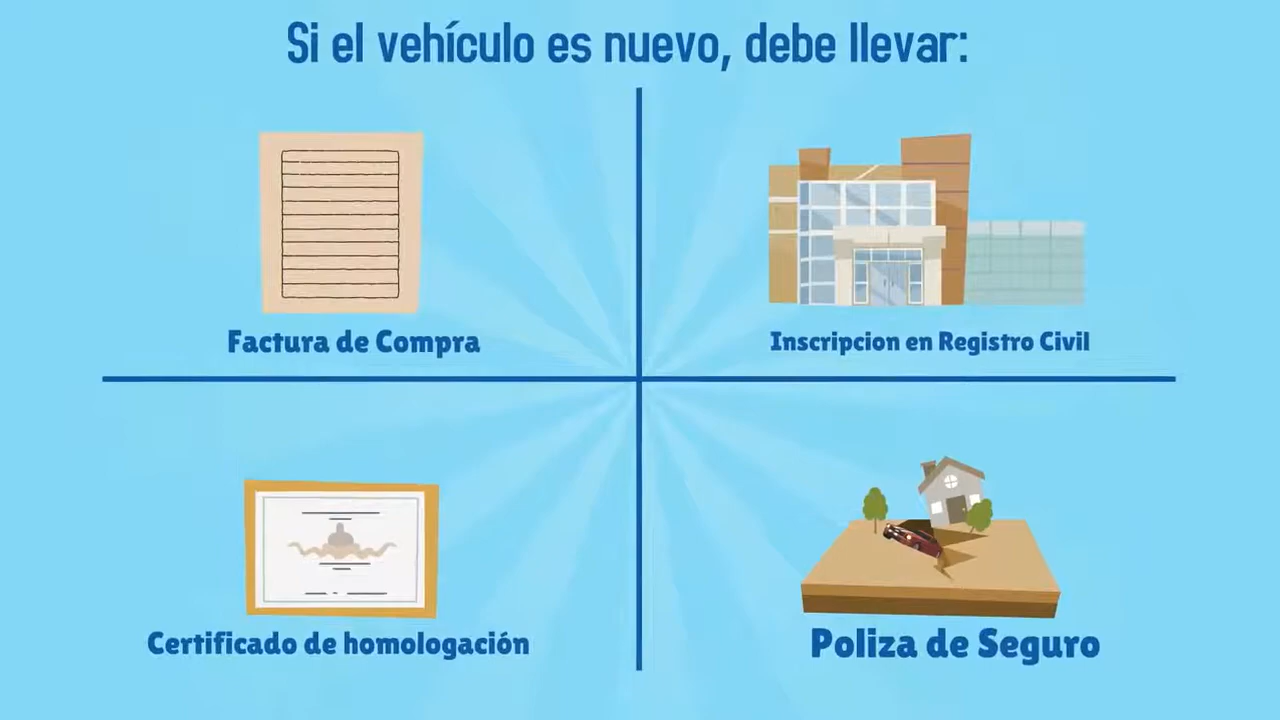 Si el vehículo es nuevo, debe llevar:
Factura de Compra
Inscripcion en Registro Civil
Certificado de homologación
Poliza de Seguro